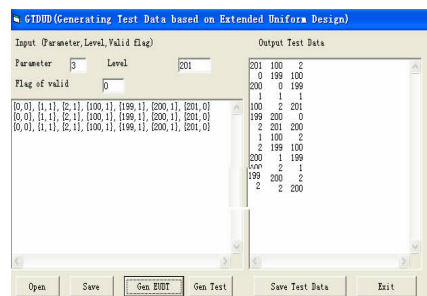 GTDUD(Generating Test Data based on Extended Uniform Design)
Input (Parameter,Level,Valid flag)
Output Test Data
Parameter 3 Level 201
Flag of valid 0
{0,0},{1,1},{2,1},{100,1},{199,1},{200,1},{201,0}
{0,0},{1,1},{2,1},{100,1},{199,1},{200,1},{201,0}
{0,0},{1,1},{2,1},{100,1},{199,1},{200,1},{201,0}
201 100 2
0 199 100
200 0 199
1 1 1
100 2 201
199 200 0
2 201 200
1 100 2
2 199 100
200 1 199
2 1
199 200 2
2 2 200
Open Save Gen EUDT Gen Test Save Test Data Exit